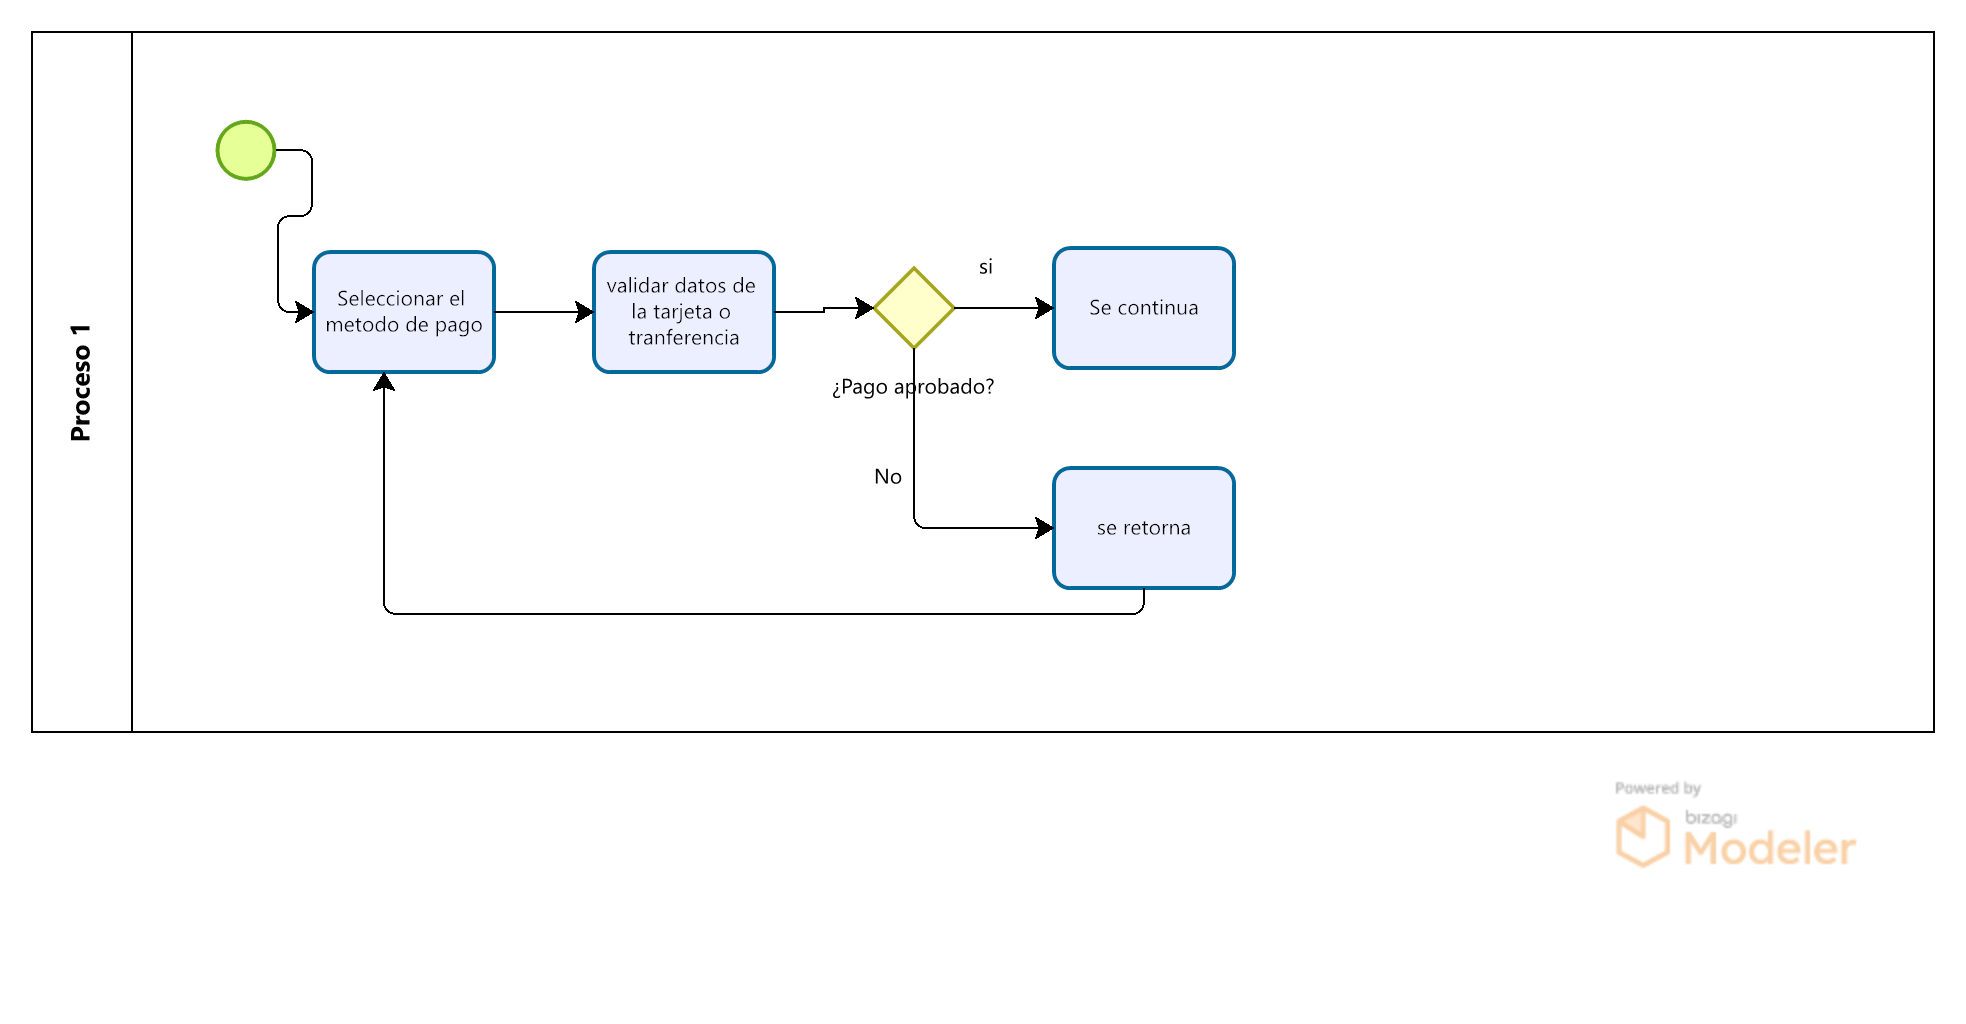 Proceso 1
Seleccionar el
metodo de pago
validar datos de
la tarjeta o
tranferencia
si
Se continua
¿Pago aprobado?
No
se retorna
Powered by
bizagi
Modeler